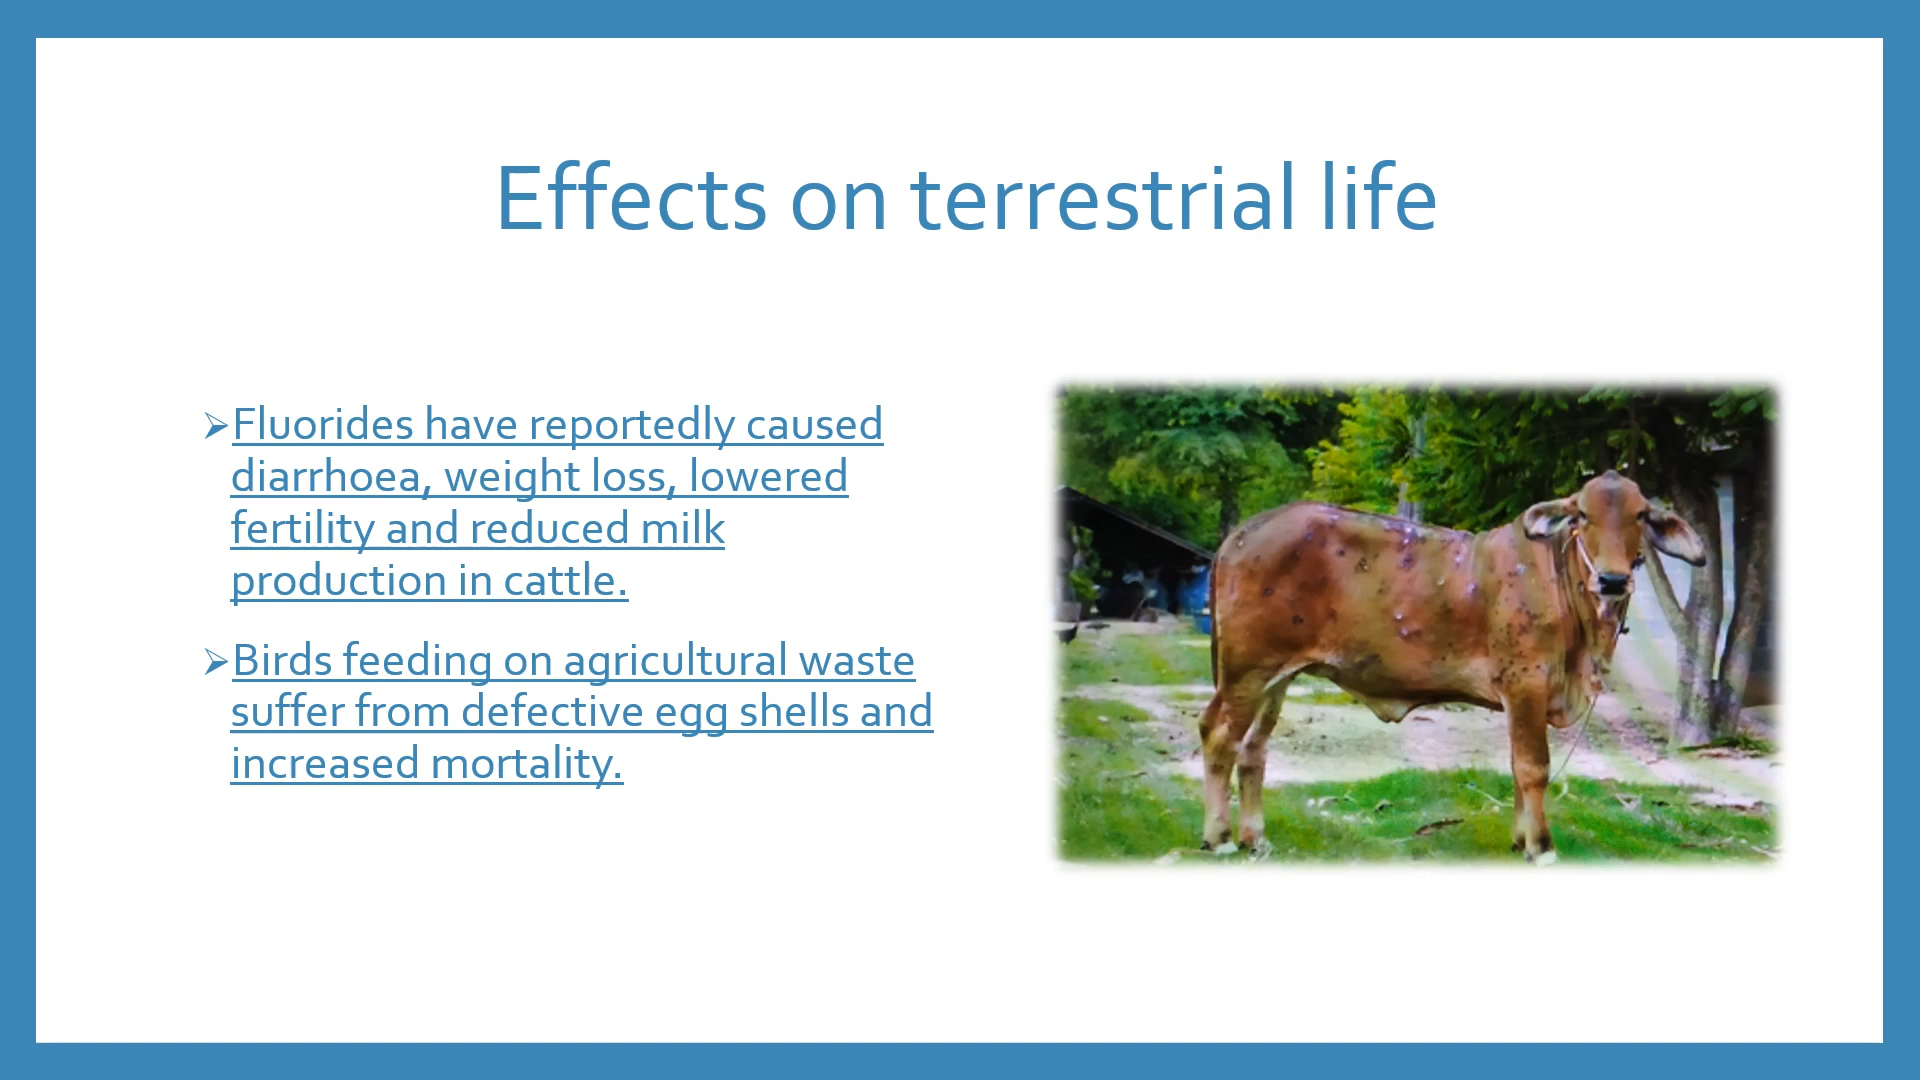 Effects on terrestrial life
➢Fluorides have reportedly caused
diarrhoea, weight loss, lowered
fertility and reduced milk
production in cattle.
➢Birds feeding on agricultural waste
suffer from defective egg shells and
increased mortality.